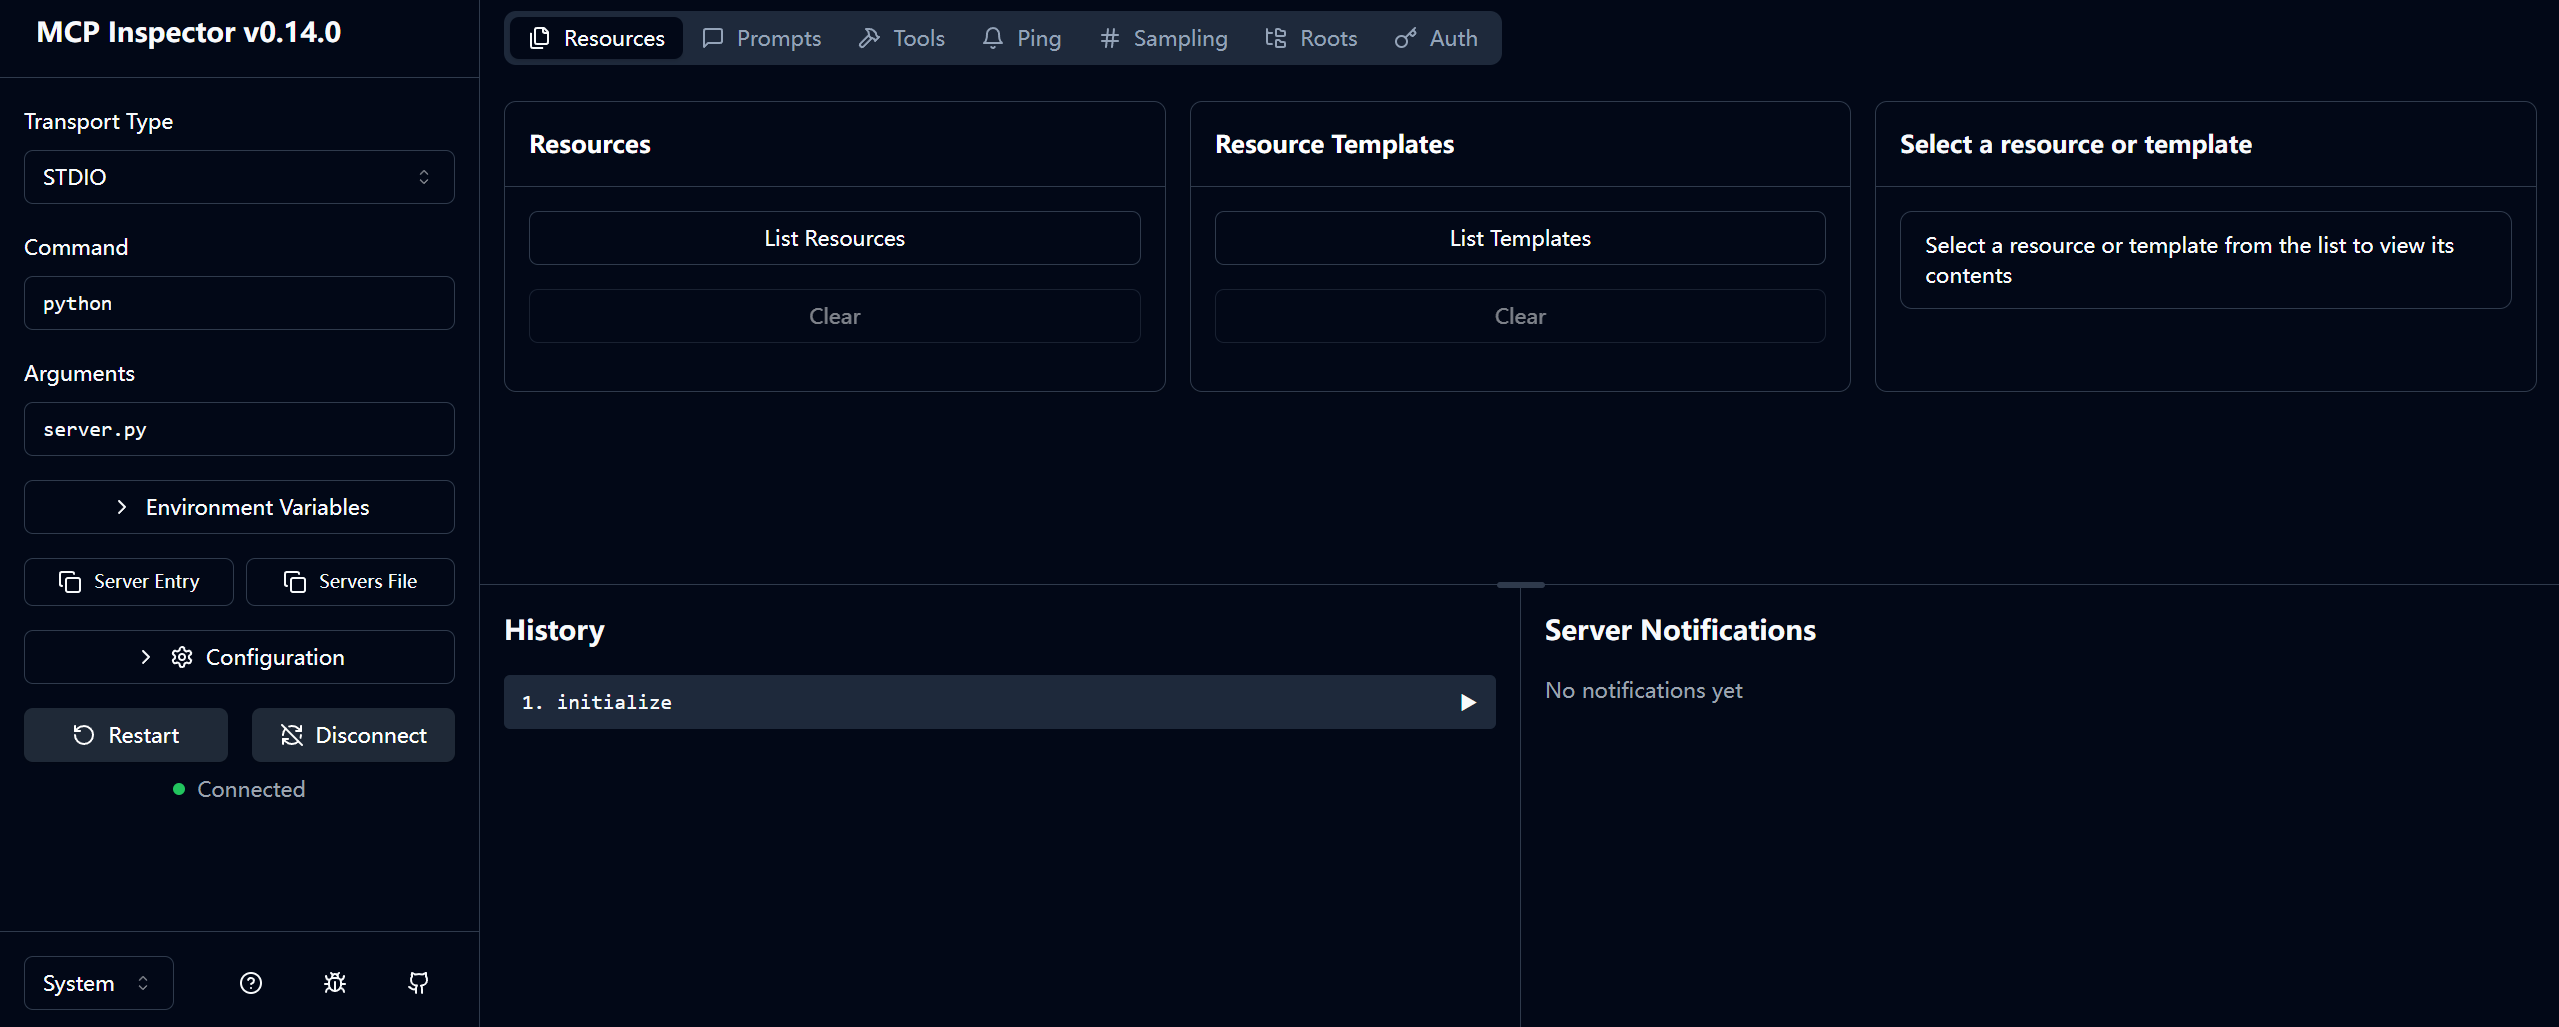 MCP Inspector v0.14.0
Transport Type
STDIO
Command
python
Arguments
server.py
Environment Variables
Server Entry
Servers File
Configuration
Restart
Disconnect
Connected
System
Resources
Prompts
Tools
Ping
Sampling
Roots
Auth
Resources
List Resources
Clear
Resource Templates
List Templates
Clear
Select a resource or template
Select a resource or template from the list to view its
contents
History
1. initialize
Server Notifications
No notifications yet